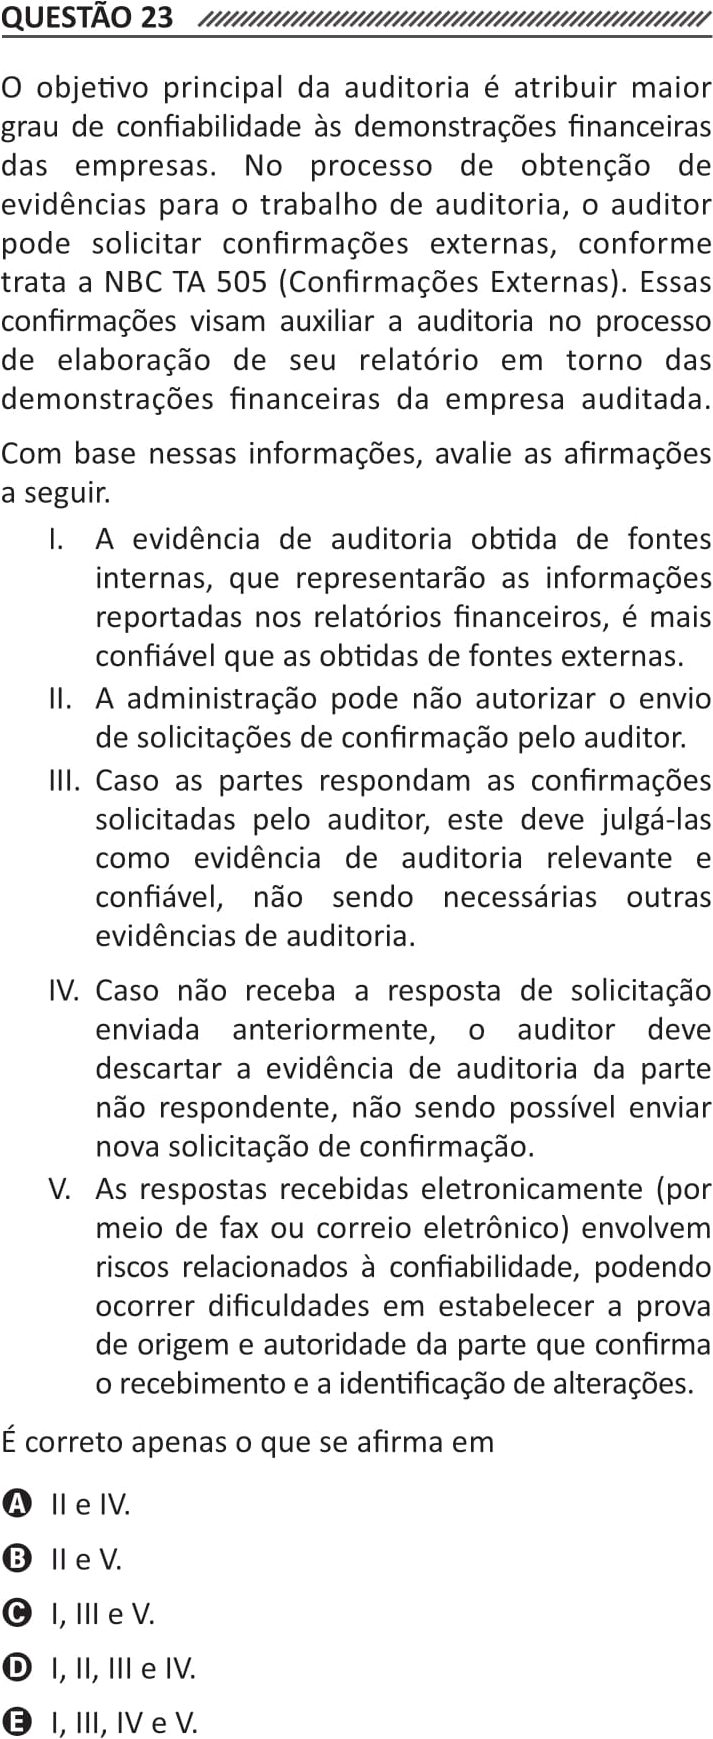 QUESTÃO 23
O objetivo principal da auditoria é atribuir maior
grau de confiabilidade às demonstrações financeiras
das empresas. No processo de obtenção de
evidências para o trabalho de auditoria, o auditor
pode solicitar confirmações externas, conforme
trata a NBC TA 505 (Confirmações Externas). Essas
confirmações visam auxiliar a auditoria no processo
de elaboração de seu relatório em torno das
demonstrações financeiras da empresa auditada.
Com base nessas informações, avalie as afirmações
a seguir.
I. A evidência de auditoria obtida de fontes
internas, que representarão as informações
reportadas nos relatórios financeiros, é mais
confiável que as obtidas de fontes externas.
II. A administração pode não autorizar o envio
de solicitações de confirmação pelo auditor.
III. Caso as partes respondam as confirmações
solicitadas pelo auditor, este deve julgá-las
como evidência de auditoria relevante e
confiável, não sendo necessárias outras
evidências de auditoria.
IV. Caso não receba a resposta de solicitação
enviada anteriormente, o auditor deve
descartar a evidência de auditoria da parte
não respondente, não sendo possível enviar
nova solicitação de confirmação.
V. As respostas recebidas eletronicamente (por
meio de fax ou correio eletrônico) envolvem
riscos relacionados à confiabilidade, podendo
ocorrer dificuldades em estabelecer a prova
de origem e autoridade da parte que confirma
o recebimento e a identificação de alterações.
É correto apenas o que se afirma em
A II e IV.
B II e V.
C I, III e V.
D I, II, III e IV.
E I, III, IV e V.